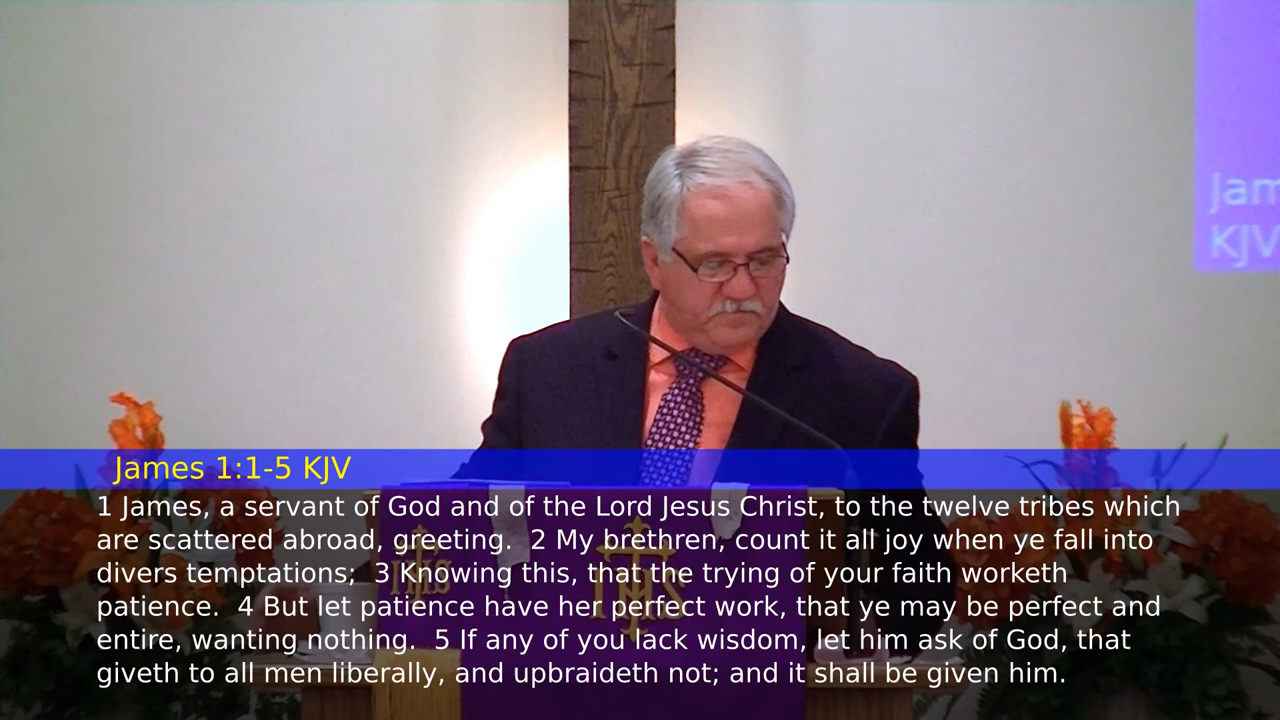 Jam
KJV
James 1:1-5 KJV
1 James, a servant of God and of the Lord Jesus Christ, to the twelve tribes which
are scattered abroad, greeting.  2 My brethren, count it all joy when ye fall into
divers temptations;  3 Knowing this, that the trying of your faith worketh
patience.  4 But let patience have her perfect work, that ye may be perfect and
entire, wanting nothing.  5 If any of you lack wisdom, let him ask of God, that
giveth to all men liberally, and upbraideth not; and it shall be given him.
IHS
IHS